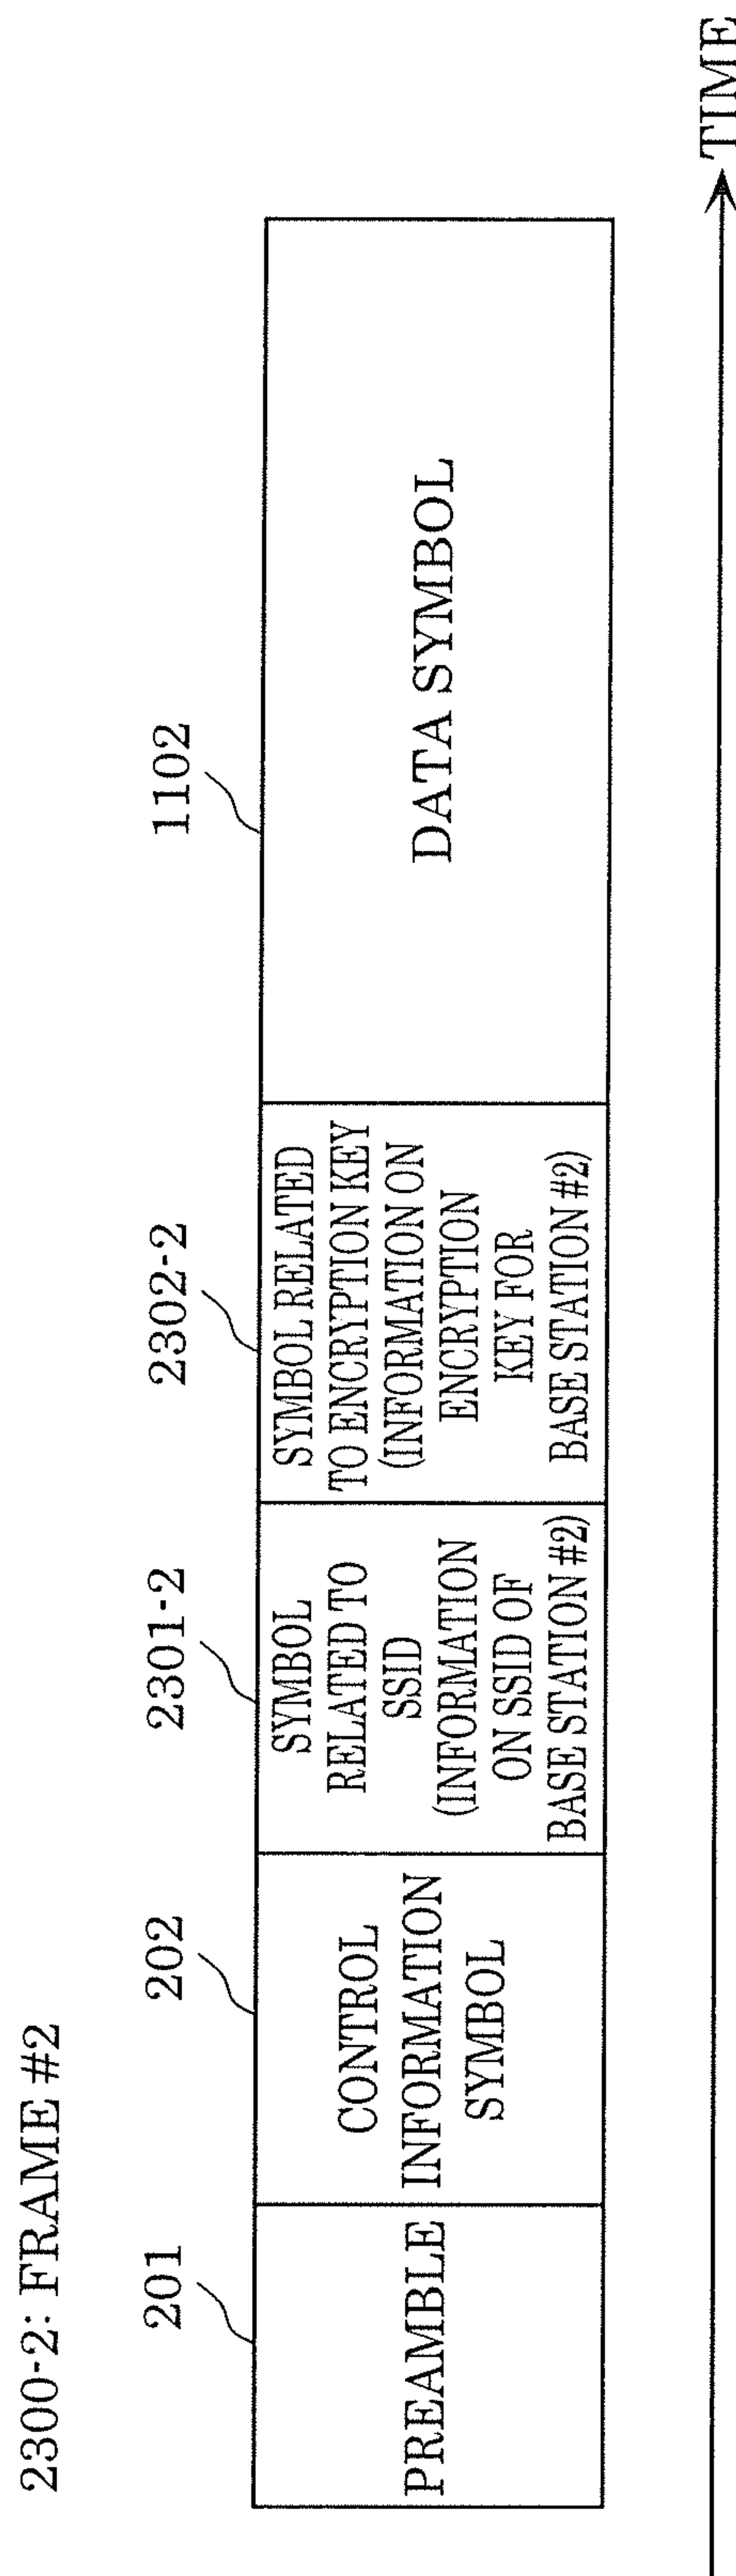 2300-2: FRAME #2
201
202
2301-2
2302-2
1102
PREAMBLE
CONTROL
INFORMATION
SYMBOL
SYMBOL
RELATED TO
SSID
(INFORMATION
ON SSID OF
BASE STATION #2)
SYMBOL RELATED
TO ENCRYPTION KEY
(INFORMATION ON
ENCRYPTION
KEY FOR
BASE STATION #2)
DATA SYMBOL
TIME